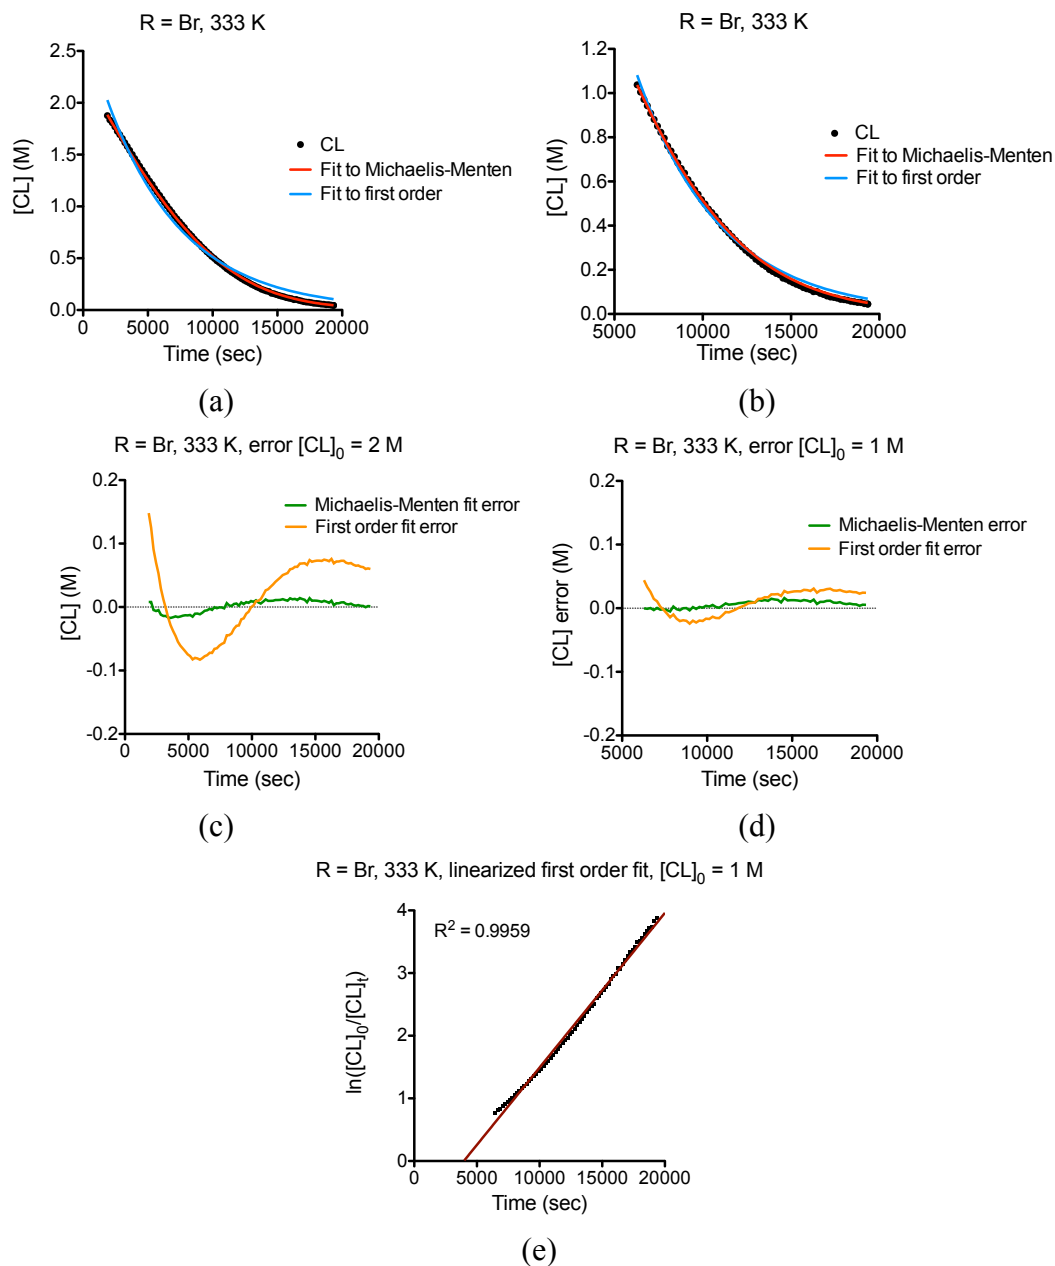 R = Br, 333 K
2.5
2.0
1.5
1.0
0.5
0.0
[CL] (M)
CL
Fit to Michaelis-Menten
Fit to first order
0 5000 10000 15000 20000
Time (sec)
(a)
R = Br, 333 K
1.2
1.0
0.8
0.6
0.4
0.2
0.0
[CL] (M)
CL
Fit to Michaelis-Menten
Fit to first order
5000 10000 15000 20000
Time (sec)
(b)
R = Br, 333 K, error [CL]0 = 2 M
0.2
0.1
0.0
-0.1
-0.2
[CL] (M)
Michaelis-Menten fit error
First order fit error
0 5000 10000 15000 20000
Time (sec)
(c)
R = Br, 333 K, error [CL]0 = 1 M
0.2
0.1
0.0
-0.1
-0.2
[CL] error (M)
Michaelis-Menten error
First order fit error
5000 10000 15000 20000
Time (sec)
(d)
R = Br, 333 K, linearized first order fit, [CL]0 = 1 M
4
3
2
1
0
ln([CL]0/[CL]t)
R2 = 0.9959
0 5000 10000 15000 20000
Time (sec)
(e)